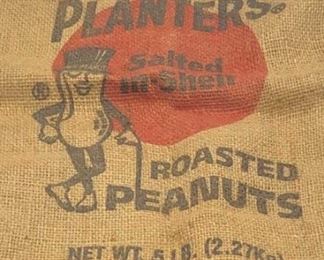 PLANTERS®
Salted
In-Shell
®
ROASTED
PEANUTS
NET WT. 5 LB. (2.27Kg)